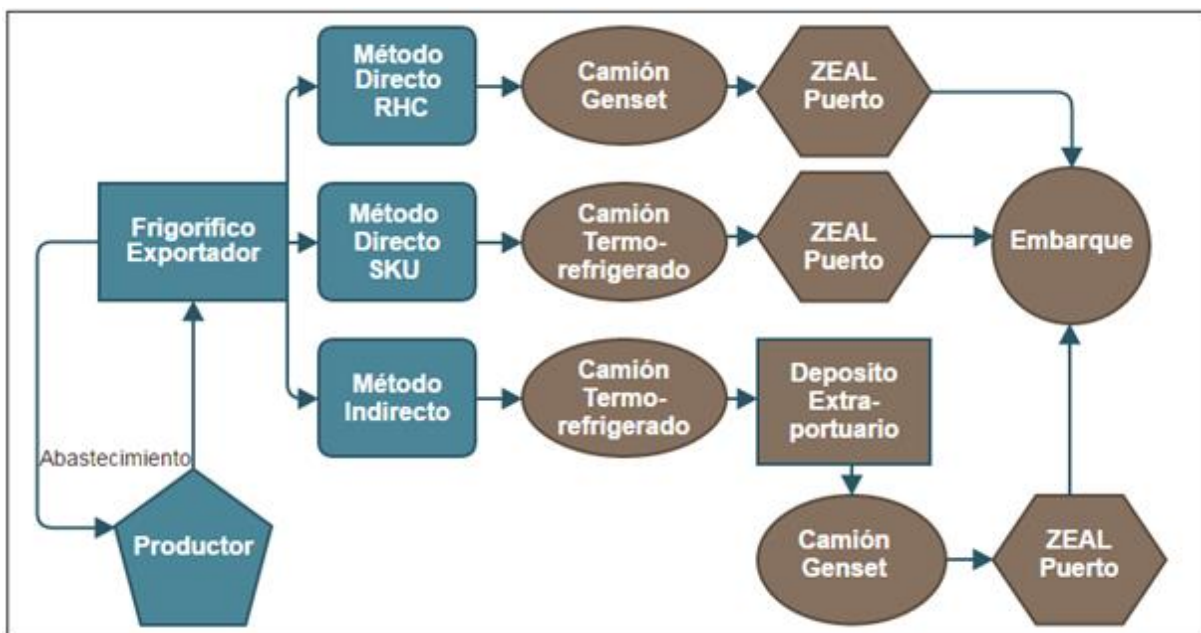 Método
Directo
RHC
Camión
Genset
ZEAL
Puerto
Frigorífico
Exportador
Método
Directo
SKU
Camión
Termo-
refrigerado
ZEAL
Puerto
Embarque
Método
Indirecto
Camión
Termo-
refrigerado
Deposito
Extra-
portuario
Abastecimiento
Productor
Camión
Genset
ZEAL
Puerto